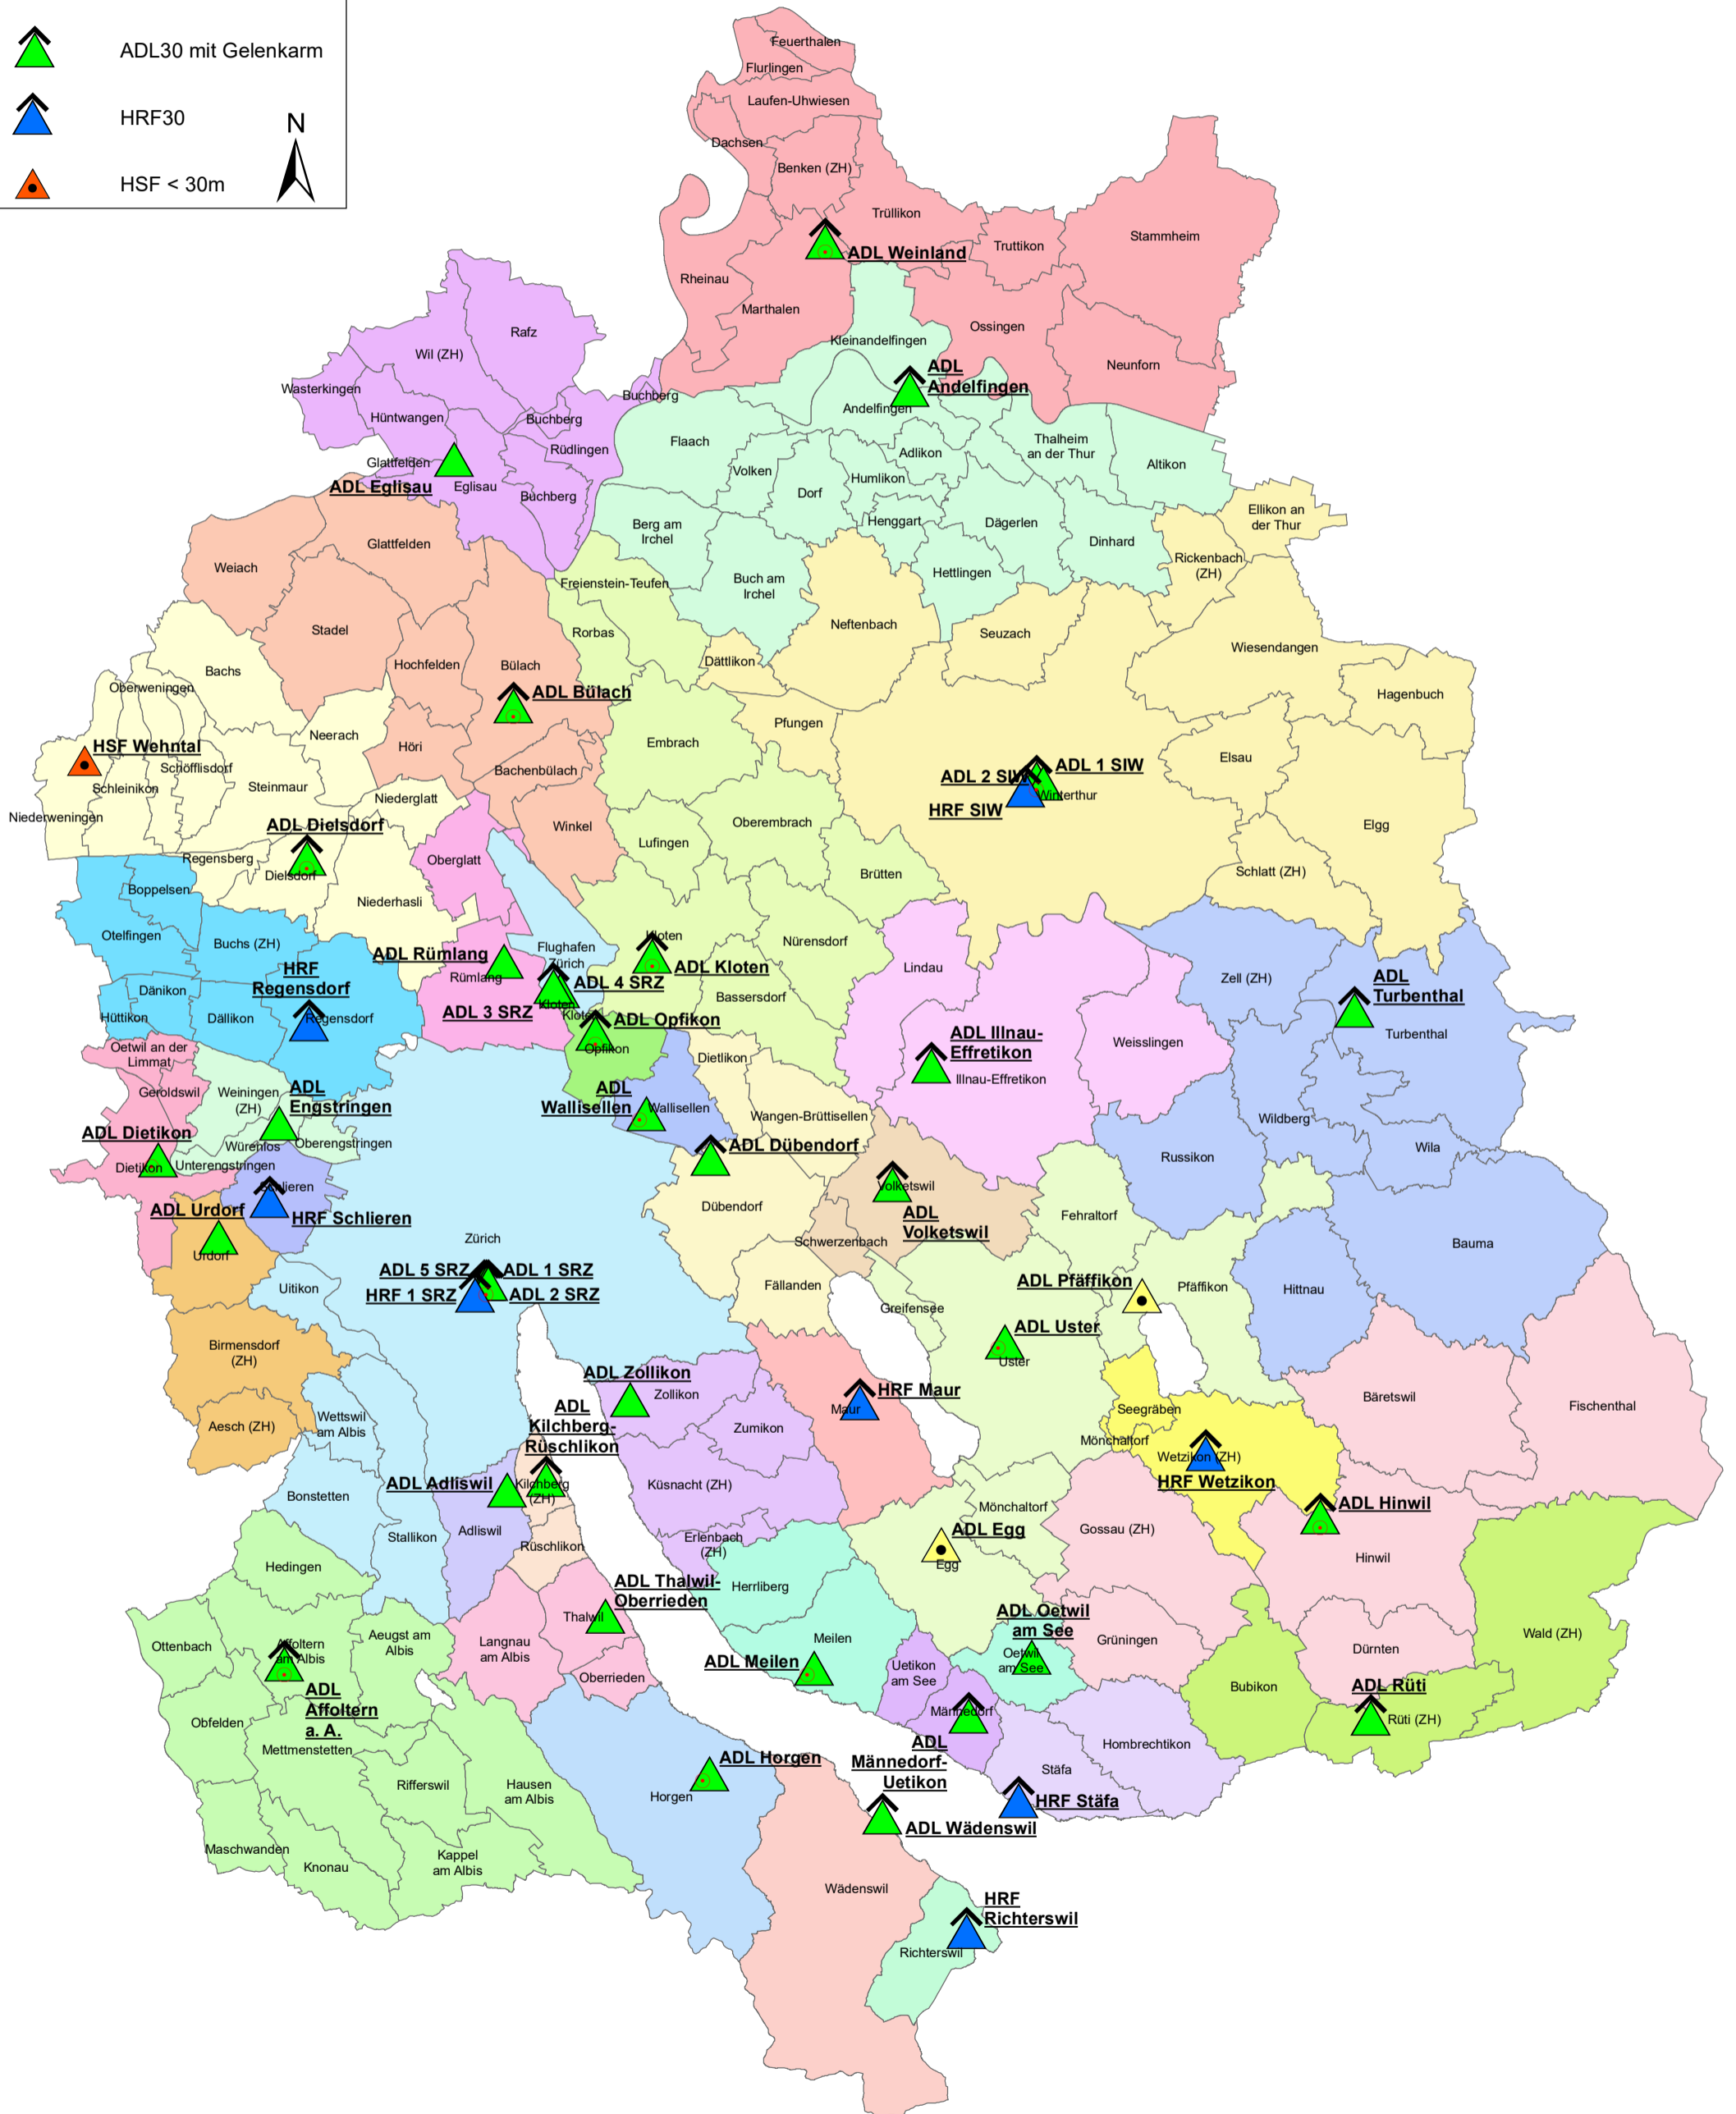 ADL30 mit Gelenkarm
HRF30
HSF < 30m
N
Feuerthalen
Flurlingen
Laufen-Uhwiesen
Dachsen
Benken (ZH)
Trüllikon
Truttikon
Stammheim
ADL Weinland
Rheinau
Marthalen
Ossingen
Kleinandelfingen
Neunforn
ADL
Andelfingen
Andelfingen
Rafz
Wil (ZH)
Wasterkingen
Hüntwangen
Buchberg
Buchberg
Rüdlingen
Glattfelden
ADL Eglisau
Eglisau
Buchberg
Flaach
Volken
Dorf
Humlikon
Adlikon
Thalheim
an der Thur
Altikon
Berg am
Irchel
Henggart
Dägerlen
Dinhard
Ellikon an
der Thur
Rickenbach
(ZH)
Hettlingen
Buch am
Irchel
Glattfelden
Weiach
Stadel
Freienstein-Teufen
Rorbas
Neftenbach
Seuzach
Wiesendangen
Dättlikon
Hagenbuch
Bachs
Hochfelden
Bülach
ADL Bülach
Oberweningen
Neerach
Höri
Pfungen
Embrach
HSF Wehntal
Schöfflisdorf
Schleinikon
Steinmaur
Bachenbülach
Elsau
ADL 1 SIW
ADL 2 SIW
HRF SIW
Winterthur
Niederweningen
Niederglatt
Winkel
Oberembrach
Elgg
ADL Dielsdorf
Regensberg
Dielsdorf
Oberglatt
Lufingen
Brütten
Schlatt (ZH)
Boppelsen
Niederhasli
Otelfingen
Buchs (ZH)
ADL Rümlang
Rümlang
Flughafen
Zürich
Kloten
ADL Kloten
Nürensdorf
Lindau
Zell (ZH)
ADL
Turbenthal
Turbenthal
HRF
Regensdorf
Regensdorf
Dänikon
Hüttikon
Dällikon
ADL 4 SRZ
ADL 3 SRZ
Kloten
Kloten
Bassersdorf
ADL Opfikon
Opfikon
ADL Illnau-
Effretikon
Illnau-Effretikon
Weisslingen
Oetwil an der
Limmat
Geroldswil
Weiningen
(ZH)
ADL
Engstringen
Dietlikon
ADL
Wallisellen
Wallisellen
Wangen-Brüttisellen
Wildberg
Wila
ADL Dietikon
Dietikon
Würenlos
Oberengstringen
Unterengstringen
ADL Dübendorf
Dübendorf
Russikon
Schlieren
HRF Schlieren
ADL Urdorf
Urdorf
Volketswil
ADL
Volketswil
Fehraltorf
Schwerzenbach
Bauma
Zürich
ADL 5 SRZ
ADL 1 SRZ
HRF 1 SRZ
ADL 2 SRZ
Uitikon
Fällanden
Greifensee
ADL Pfäffikon
Pfäffikon
Hittnau
ADL Uster
Uster
Birmensdorf
(ZH)
ADL Zollikon
Zollikon
HRF Maur
Maur
Bäretswil
Fischenthal
Aesch (ZH)
Wettswil
am Albis
ADL
Kilchberg-
Rüschlikon
Zumikon
Seegräben
Mönchaltorf
Wetzikon (ZH)
HRF Wetzikon
ADL Adliswil
Kilchberg
(ZH)
Küsnacht (ZH)
Bonstetten
Adliswil
Stallikon
Rüschlikon
Erlenbach
(ZH)
Mönchaltorf
ADL Egg
Egg
Gossau (ZH)
ADL Hinwil
Hinwil
Hedingen
Herrliberg
ADL Thalwil-
Oberrieden
Thalwil
ADL Oetwil
am See
Oetwil
am See
Grüningen
Dürnten
Wald (ZH)
Ottenbach
Affoltern
am Albis
Aeugst am
Albis
Langnau
am Albis
Oberrieden
ADL Meilen
Meilen
Uetikon
am See
Bubikon
ADL Rüti
Rüti (ZH)
ADL
Affoltern
a. A.
Obfelden
Mettmenstetten
Männedorf
ADL
Männedorf-
Uetikon
Hombrechtikon
Stäfa
HRF Stäfa
ADL Horgen
Horgen
Rifferswil
Hausen
am Albis
ADL Wädenswil
Maschwanden
Knonau
Kappel
am Albis
Wädenswil
HRF
Richterswil
Richterswil